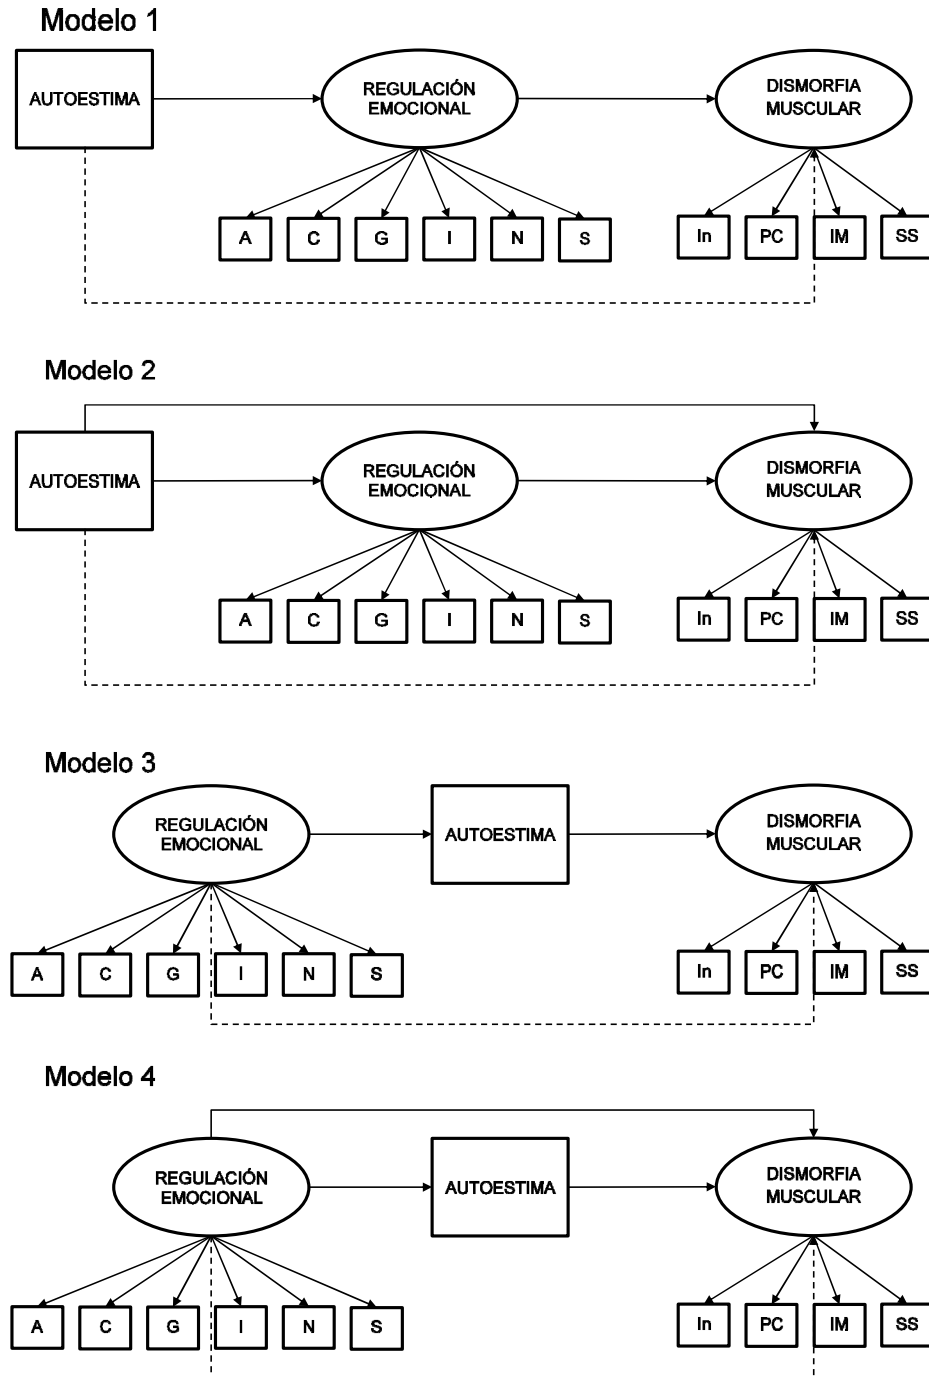 Modelo 1
AUTOESTIMA
REGULACIÓN
EMOCIONAL
DISMORFIA
MUSCULAR
A
C
G
I
N
S
In
PC
IM
SS
Modelo 2
AUTOESTIMA
REGULACIÓN
EMOCIONAL
DISMORFIA
MUSCULAR
A
C
G
I
N
S
In
PC
IM
SS
Modelo 3
REGULACIÓN
EMOCIONAL
AUTOESTIMA
DISMORFIA
MUSCULAR
A
C
G
I
N
S
In
PC
IM
SS
Modelo 4
REGULACIÓN
EMOCIONAL
AUTOESTIMA
DISMORFIA
MUSCULAR
A
C
G
I
N
S
In
PC
IM
SS